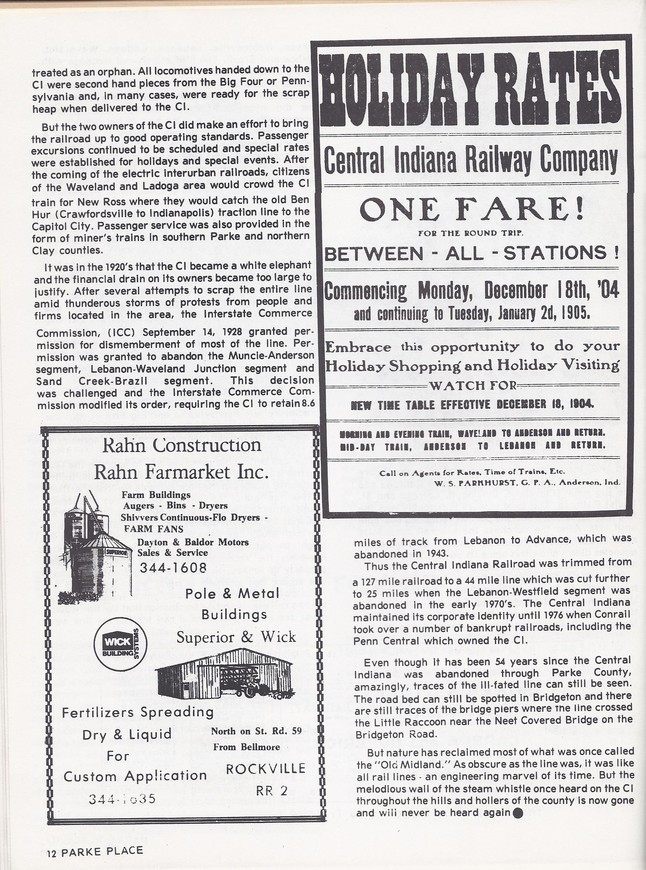 treated as an orphan. All locomotives handed down to the
CI were second hand pieces from the Big Four or Penn-
sylvania and, in many cases, were ready for the scrap
heap when delivered to the CI.
But the two owners of the CI did make an effort to bring
the railroad up to good operating standards. Passenger
excursions continued to be scheduled and special rates
were established for holidays and special events. After
the coming of the electric interurban railroads, citizens
of the Waveland and Ladoga area would crowd the CI
train for New Ross where they would catch the old Ben
Hur (Crawfordsville to Indianapolis) traction line to the
Capitol City. Passenger service was also provided in the
form of miner's trains in southern Parke and northern
Clay counties.
It was in the 1920's that the CI became a white elephant
and the financial drain on its owners became too large to
justify. After several attempts to scrap the entire line
amid thunderous storms of protests from people and
firms located in the area, the Interstate Commerce
Commission, (ICC) September 14, 1928 granted per-
mission for dismemberment of most of the line. Per-
mission was granted to abandon the Muncie-Anderson
segment, Lebanon-Waveland Junction segment and
Sand Creek-Brazil segment. This decision
was challenged and the Interstate Commerce Com-
mission modified its order, requiring the CI to retain 8.6
HOLIDAY RATES
Central Indiana Railway Company
ONE FARE!
FOR THE ROUND TRIP.
BETWEEN - ALL - STATIONS !
Commencing Monday, December 18th, '04
and continuing to Tuesday, January 2d, 1905.
Embrace this opportunity to do your
Holiday Shopping and Holiday Visiting
WATCH FOR
NEW TIME TABLE EFFECTIVE DECEMBER 18, 1904.
MORNING AND EVENING TRAIN, WAVELAND TO ANDERSON AND RETURN.
MID-DAY TRAIN, ANDERSON TO LEBANON AND RETURN.
Call on Agents for Rates, Time of Trains, Etc.
W. S. PARKHURST, G. P. A., Anderson, Ind.
Rahn Construction
Rahn Farmarket Inc.
Farm Buildings
Augers - Bins - Dryers
Shivvers Continuous-Flo Dryers -
FARM FANS
Dayton & Baldor Motors
Sales & Service
344-1608
SUPERIOR
Pole & Metal
Buildings
Superior & Wick
WICK
BUILDING
SYSTEMS
Fertilizers Spreading
Dry & Liquid
For
Custom Application
344-1635
North on St. Rd. 59
From Bellmore
ROCKVILLE
RR 2
miles of track from Lebanon to Advance, which was
abandoned in 1943.
Thus the Central Indiana Railroad was trimmed from
a 127 mile railroad to a 44 mile line which was cut further
to 25 miles when the Lebanon-Westfield segment was
abandoned in the early 1970's. The Central Indiana
maintained its corporate identity until 1976 when Conrail
took over a number of bankrupt railroads, including the
Penn Central which owned the CI.
Even though it has been 54 years since the Central
Indiana was abandoned through Parke County,
amazingly, traces of the ill-fated line can still be seen.
The road bed can still be spotted in Bridgeton and there
are still traces of the bridge piers where the line crossed
the Little Raccoon near the Neet Covered Bridge on the
Bridgeton Road.
But nature has reclaimed most of what was once called
the "Old Midland." As obscure as the line was, it was like
all rail lines - an engineering marvel of its time. But the
melodious wail of the steam whistle once heard on the CI
throughout the hills and hollers of the county is now gone
and will never be heard again
12 PARKE PLACE